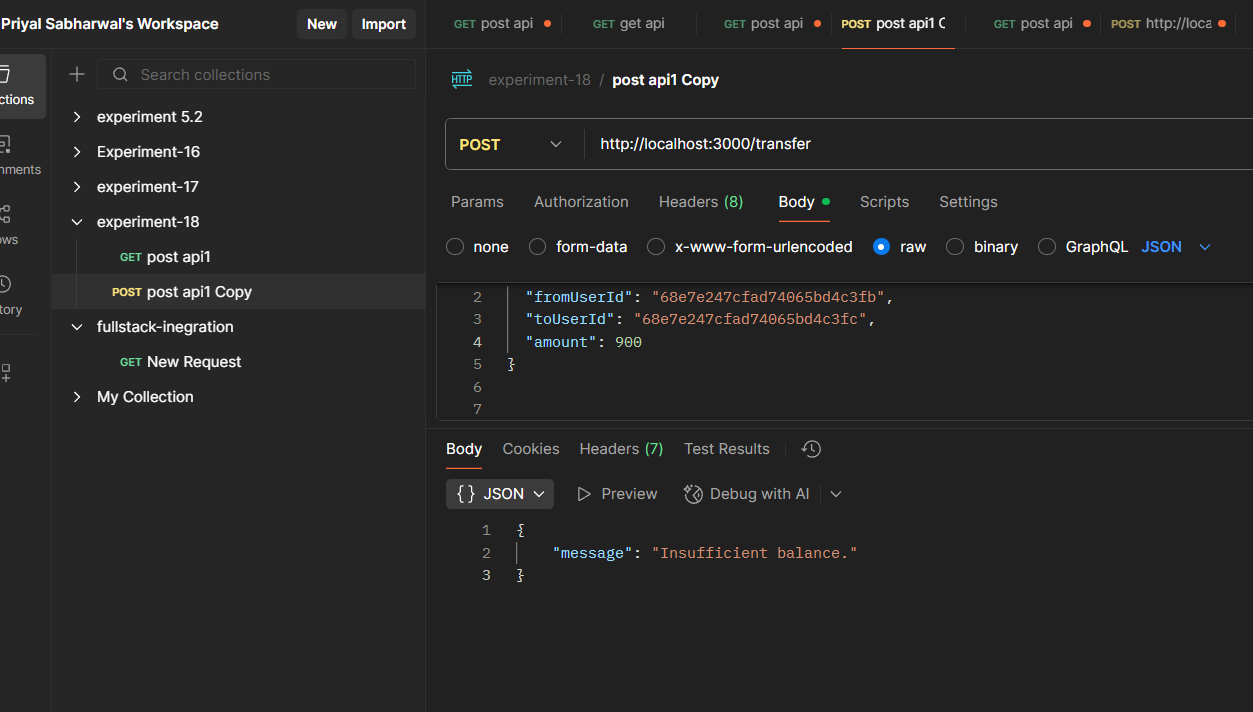 Priyal Sabharwal's Workspace New Import
GET post api GET get api GET post api POST post api1 C GET post api POST http://loca
ctions
nments
ows
tory
Search collections
experiment 5.2
Experiment-16
experiment-17
experiment-18
GET post api1
POST post api1 Copy
fullstack-inegration
GET New Request
My Collection
HTTP experiment-18 / post api1 Copy
POST http://localhost:3000/transfer
Params Authorization Headers (8) Body Scripts Settings
none form-data x-www-form-urlencoded raw binary GraphQL JSON
2 "fromUserId": "68e7e247cfad74065bd4c3fb",
3 "toUserId": "68e7e247cfad74065bd4c3fc",
4 "amount": 900
5 }
6
7
Body Cookies Headers (7) Test Results
{} JSON Preview Debug with AI
1 {
2 "message": "Insufficient balance."
3 }